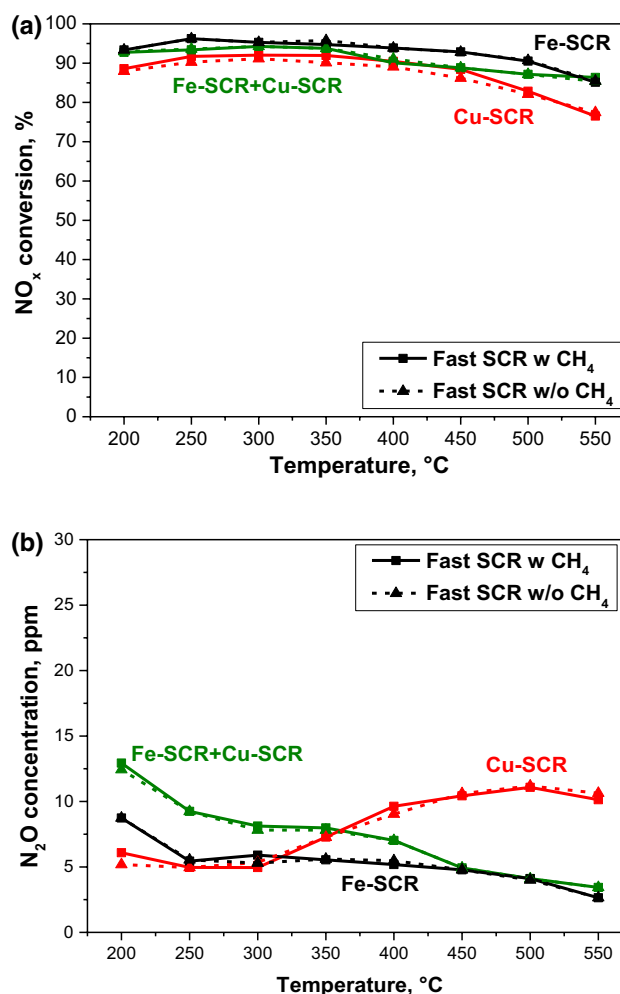 (a)
100
90
80
70
60
50
40
30
20
10
0
NOₓ conversion, %
Fe-SCR
Fe-SCR+Cu-SCR
Cu-SCR
Fast SCR w CH₄
Fast SCR w/o CH₄
200 250 300 350 400 450 500 550
Temperature, °C
(b)
30
25
20
15
10
5
0
N₂O concentration, ppm
Fast SCR w CH₄
Fast SCR w/o CH₄
Fe-SCR+Cu-SCR
Cu-SCR
Fe-SCR
200 250 300 350 400 450 500 550
Temperature, °C